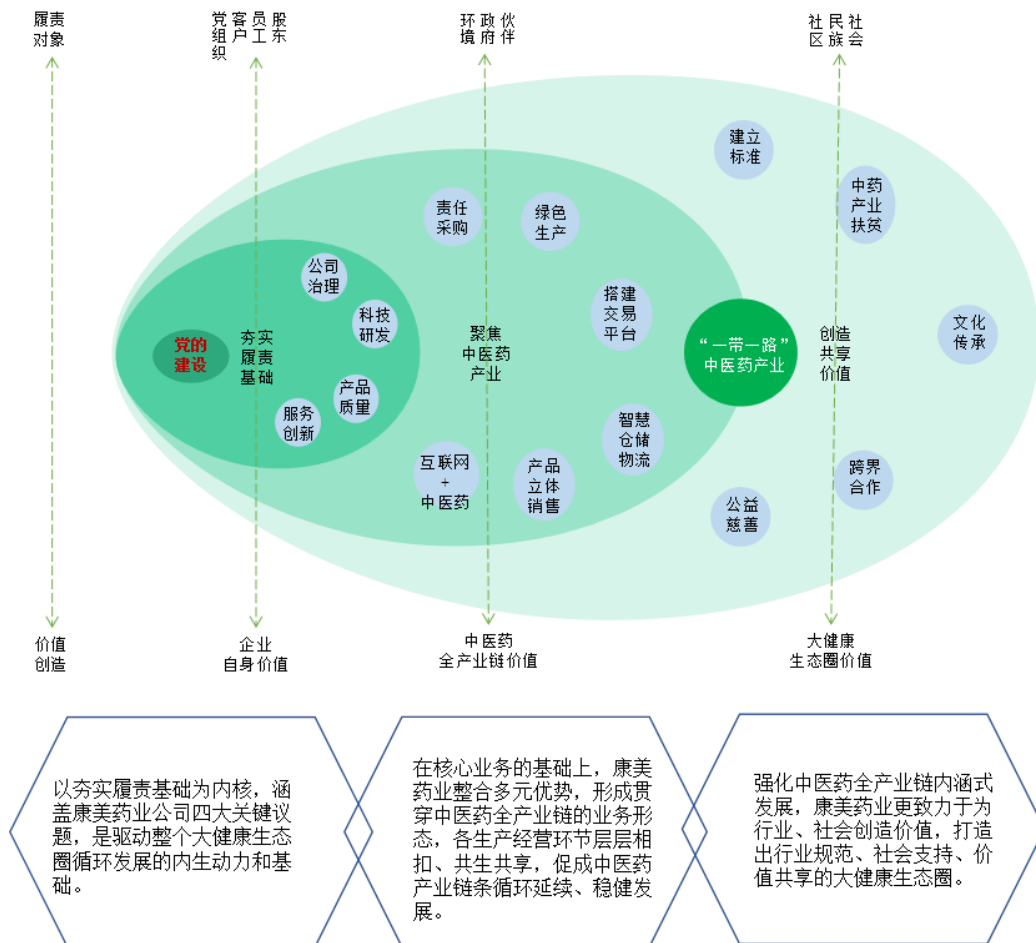 履责
对象
党组织
客户
员工
股东
环境
政府
伙伴
社区
民族
社会
建立
标准
中药
产业
扶贫
责任
采购
绿色
生产
公司
治理
科技
研发
搭建
交易
平台
党的
建设
夯实
履责
基础
聚焦
中医药
产业
“一带一路”
中医药产业
创造
共享
价值
文化
传承
产品
质量
服务
创新
智慧
仓储
物流
互联网
+
中医药
产品
立体
销售
跨界
合作
公益
慈善
价值
创造
企业
自身价值
中医药
全产业链价值
大健康
生态圈价值
以夯实履责基础为内核，涵
盖康美药业公司四大关键议
题，是驱动整个大健康生态
圈循环发展的内生动力和基
础。
在核心业务的基础上，康美
药业整合多元优势，形成贯
穿中医药全产业链的业务形
态，各生产经营环节层层相
扣、共生共享，促成中医药
产业链条循环延续、稳健发
展。
强化中医药全产业链内涵式
发展，康美药业更致力于为
行业、社会创造价值，打造
出行业规范、社会支持、价
值共享的大健康生态圈。